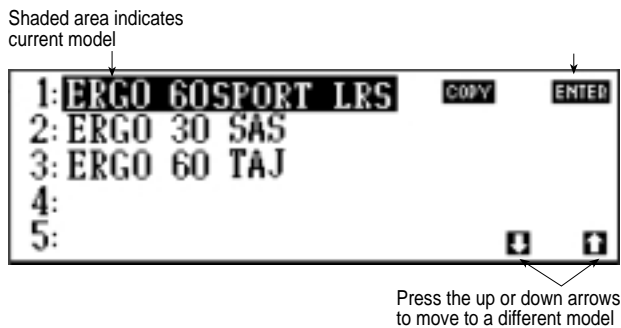 Shaded area indicates
current model
1: ERGO 60SPORT LRS COPY ENTER
2: ERGO 30 SAS
3: ERGO 60 TAJ
4:
5:
Press the up or down arrows
to move to a different model